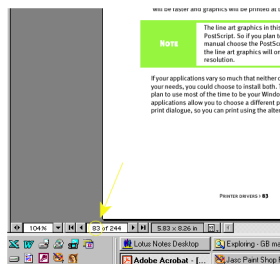 will be faster and graphics will be printed at t
NOTE
The line art graphics in this
PostScript. So if you plan to
manual choose the PostSc
the line art graphics will on
resolution.
If your applications vary so much that neither o
your needs, you could choose to install both. T
plan to use most of the time to be your Windo
applications allow you to choose a different p
print dialogue, so you can print using the alter
PRINTER DRIVERS › 63
104%
83 of 244
5.83 x 8.26 in
Lotus Notes Desktop
Exploring - GB ma
Adobe Acrobat - [...
Jasc Paint Shop